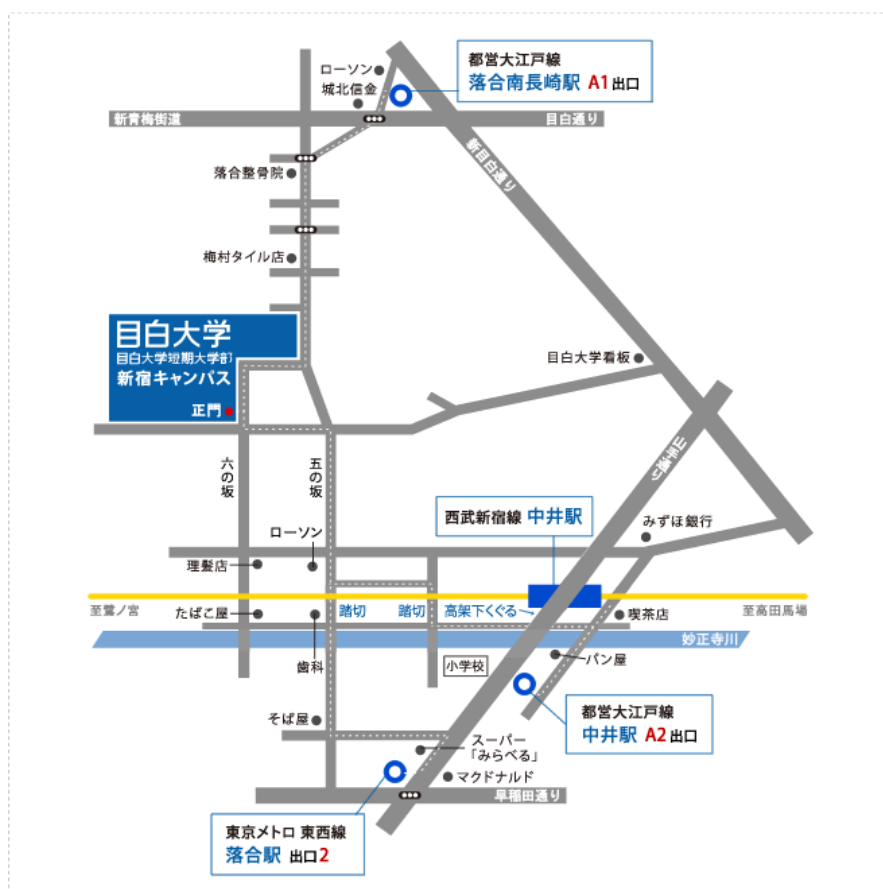 都営大江戸線
落合南長崎駅 A1出口
ローソン
城北信金
新青梅街道
目白通り
新目白通り
落合整骨院
梅村タイル店
目白大学
目白大学短期大学部
新宿キャンパス
正門
目白大学看板
山手通り
六の坂
五の坂
西武新宿線 中井駅
みずほ銀行
ローソン
理髪店
至鷺ノ宮
たばこ屋
踏切
踏切
高架下くぐる
喫茶店
至高田馬場
妙正寺川
歯科
小学校
パン屋
そば屋
都営大江戸線
中井駅 A2出口
スーパー
「みらべる」
マクドナルド
早稲田通り
東京メトロ 東西線
落合駅 出口2